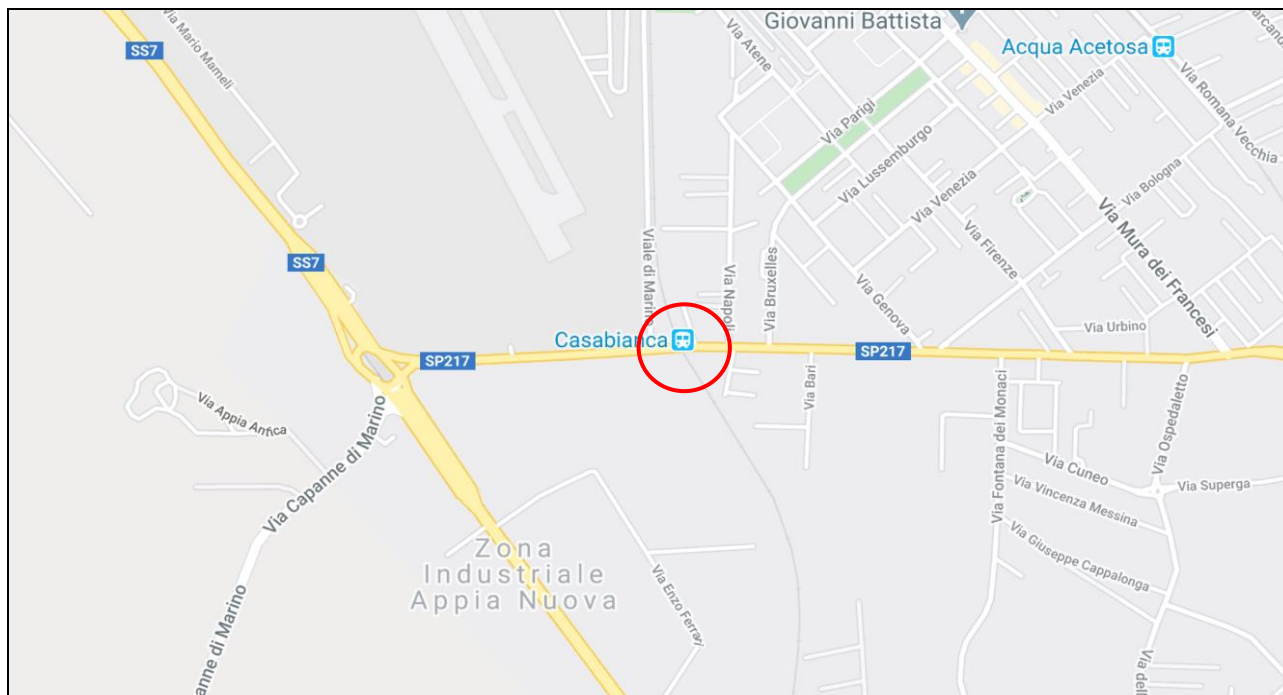 Giovanni Battista
Acqua Acetosa
SS7
Via Mario Mameli
Via Atene
Via Parigi
Via Lussemburgo
Via Venezia
Via Venezia
Via Romana Vecchia
Via Bologna
Via Mura dei Francesi
Via Firenze
Viale di Marino
Via Napoli
Via Bruxelles
Via Genova
SS7
Via Urbino
Casabianca
SP217
SP217
Via Bari
Via Fontana dei Monaci
Via Ospedaletto
Via Appia Antica
Via Capanne di Marino
Via Cuneo
Via Superga
Via Vincenza Messina
Via Giuseppe Cappalonga
Zona
Industriale
Appia Nuova
Via Enzo Ferrari
anne di Marino
Via del